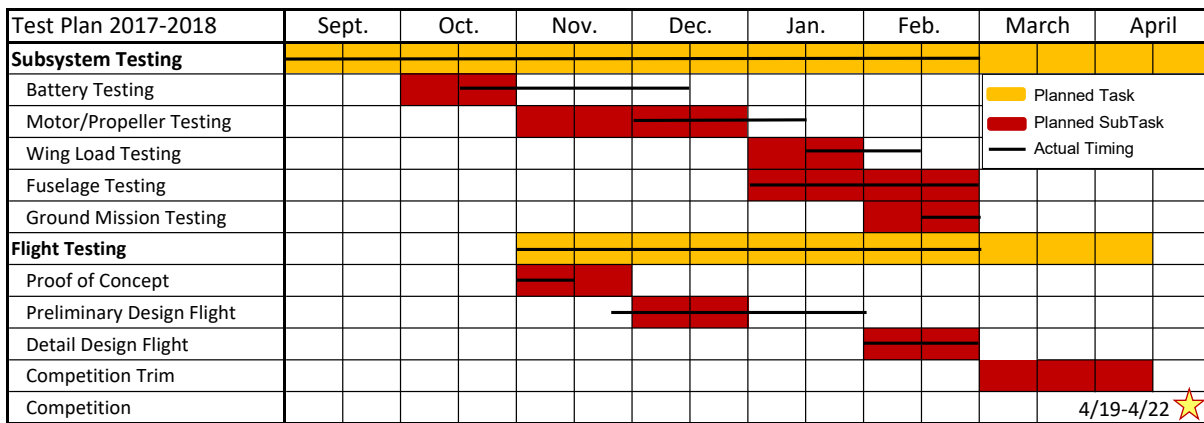 Test Plan 2017-2018 Sept. Oct. Nov. Dec. Jan. Feb. March April
Subsystem Testing
Battery Testing
Planned Task
Motor/Propeller Testing
Planned SubTask
Wing Load Testing
Actual Timing
Fuselage Testing
Ground Mission Testing
Flight Testing
Proof of Concept
Preliminary Design Flight
Detail Design Flight
Competition Trim
Competition 4/19-4/22